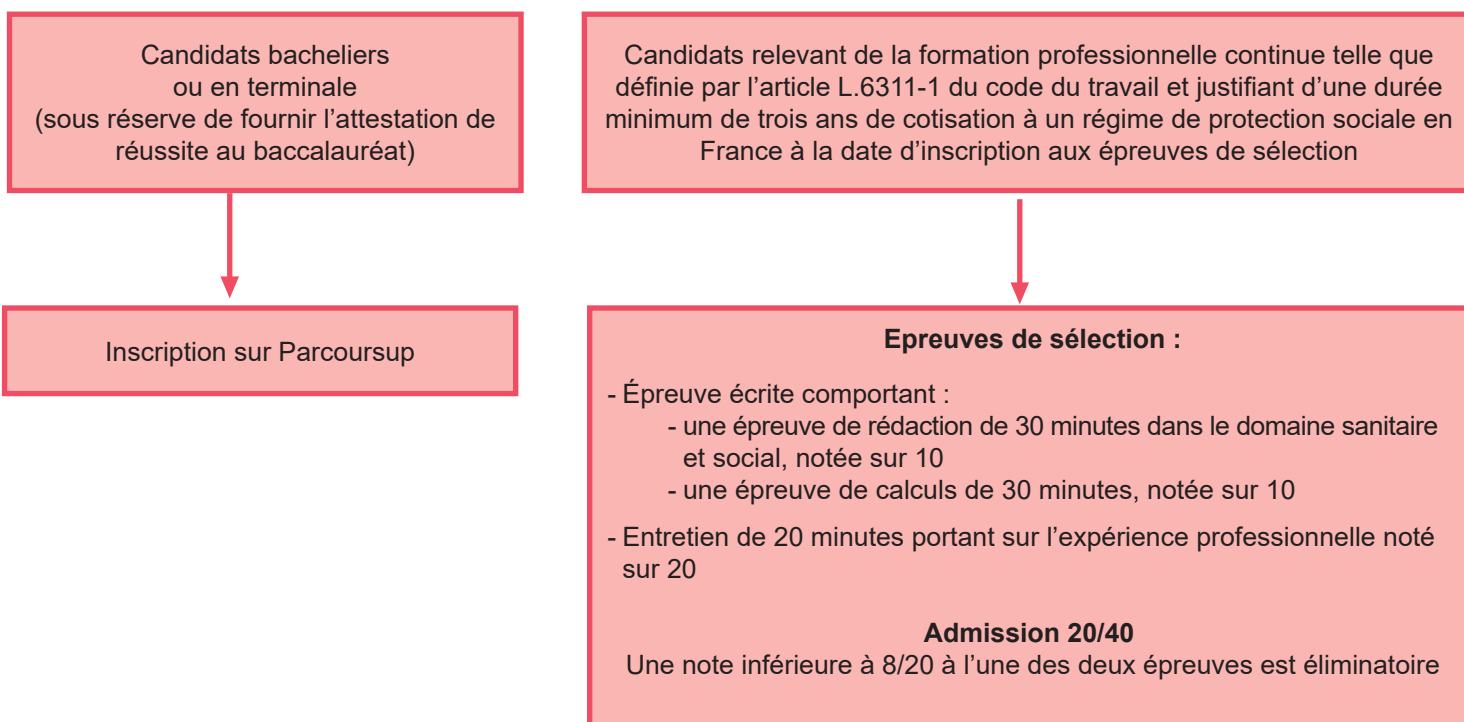 Candidats bacheliers
ou en terminale
(sous réserve de fournir l’attestation de
réussite au baccalauréat)
Inscription sur Parcoursup
Candidats relevant de la formation professionnelle continue telle que
définie par l’article L.6311-1 du code du travail et justifiant d’une durée
minimum de trois ans de cotisation à un régime de protection sociale en
France à la date d’inscription aux épreuves de sélection
Epreuves de sélection :
- Épreuve écrite comportant :
- une épreuve de rédaction de 30 minutes dans le domaine sanitaire
et social, notée sur 10
- une épreuve de calculs de 30 minutes, notée sur 10
- Entretien de 20 minutes portant sur l’expérience professionnelle noté
sur 20
Admission 20/40
Une note inférieure à 8/20 à l’une des deux épreuves est éliminatoire